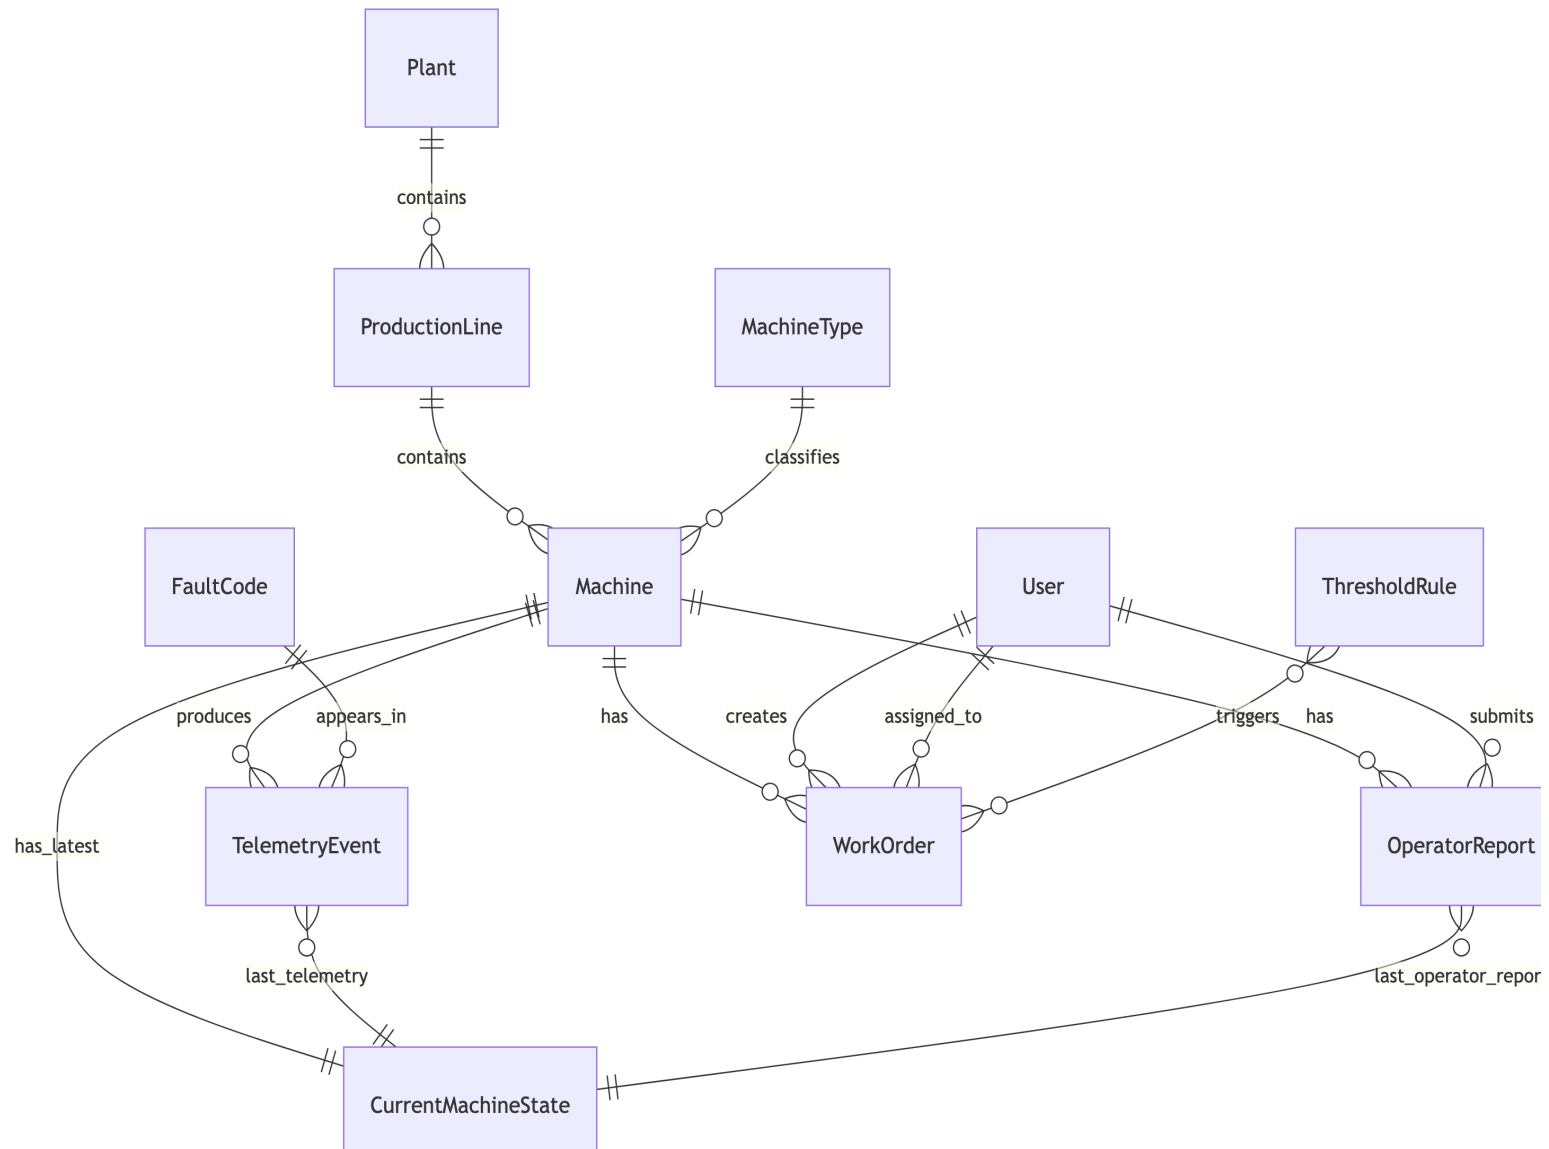 Plant
contains
ProductionLine
MachineType
contains
classifies
FaultCode
Machine
User
ThresholdRule
produces
appears_in
has
creates
assigned_to
triggers
has
submits
has_latest
TelemetryEvent
WorkOrder
OperatorReport
last_telemetry
last_operator_repor
CurrentMachineState